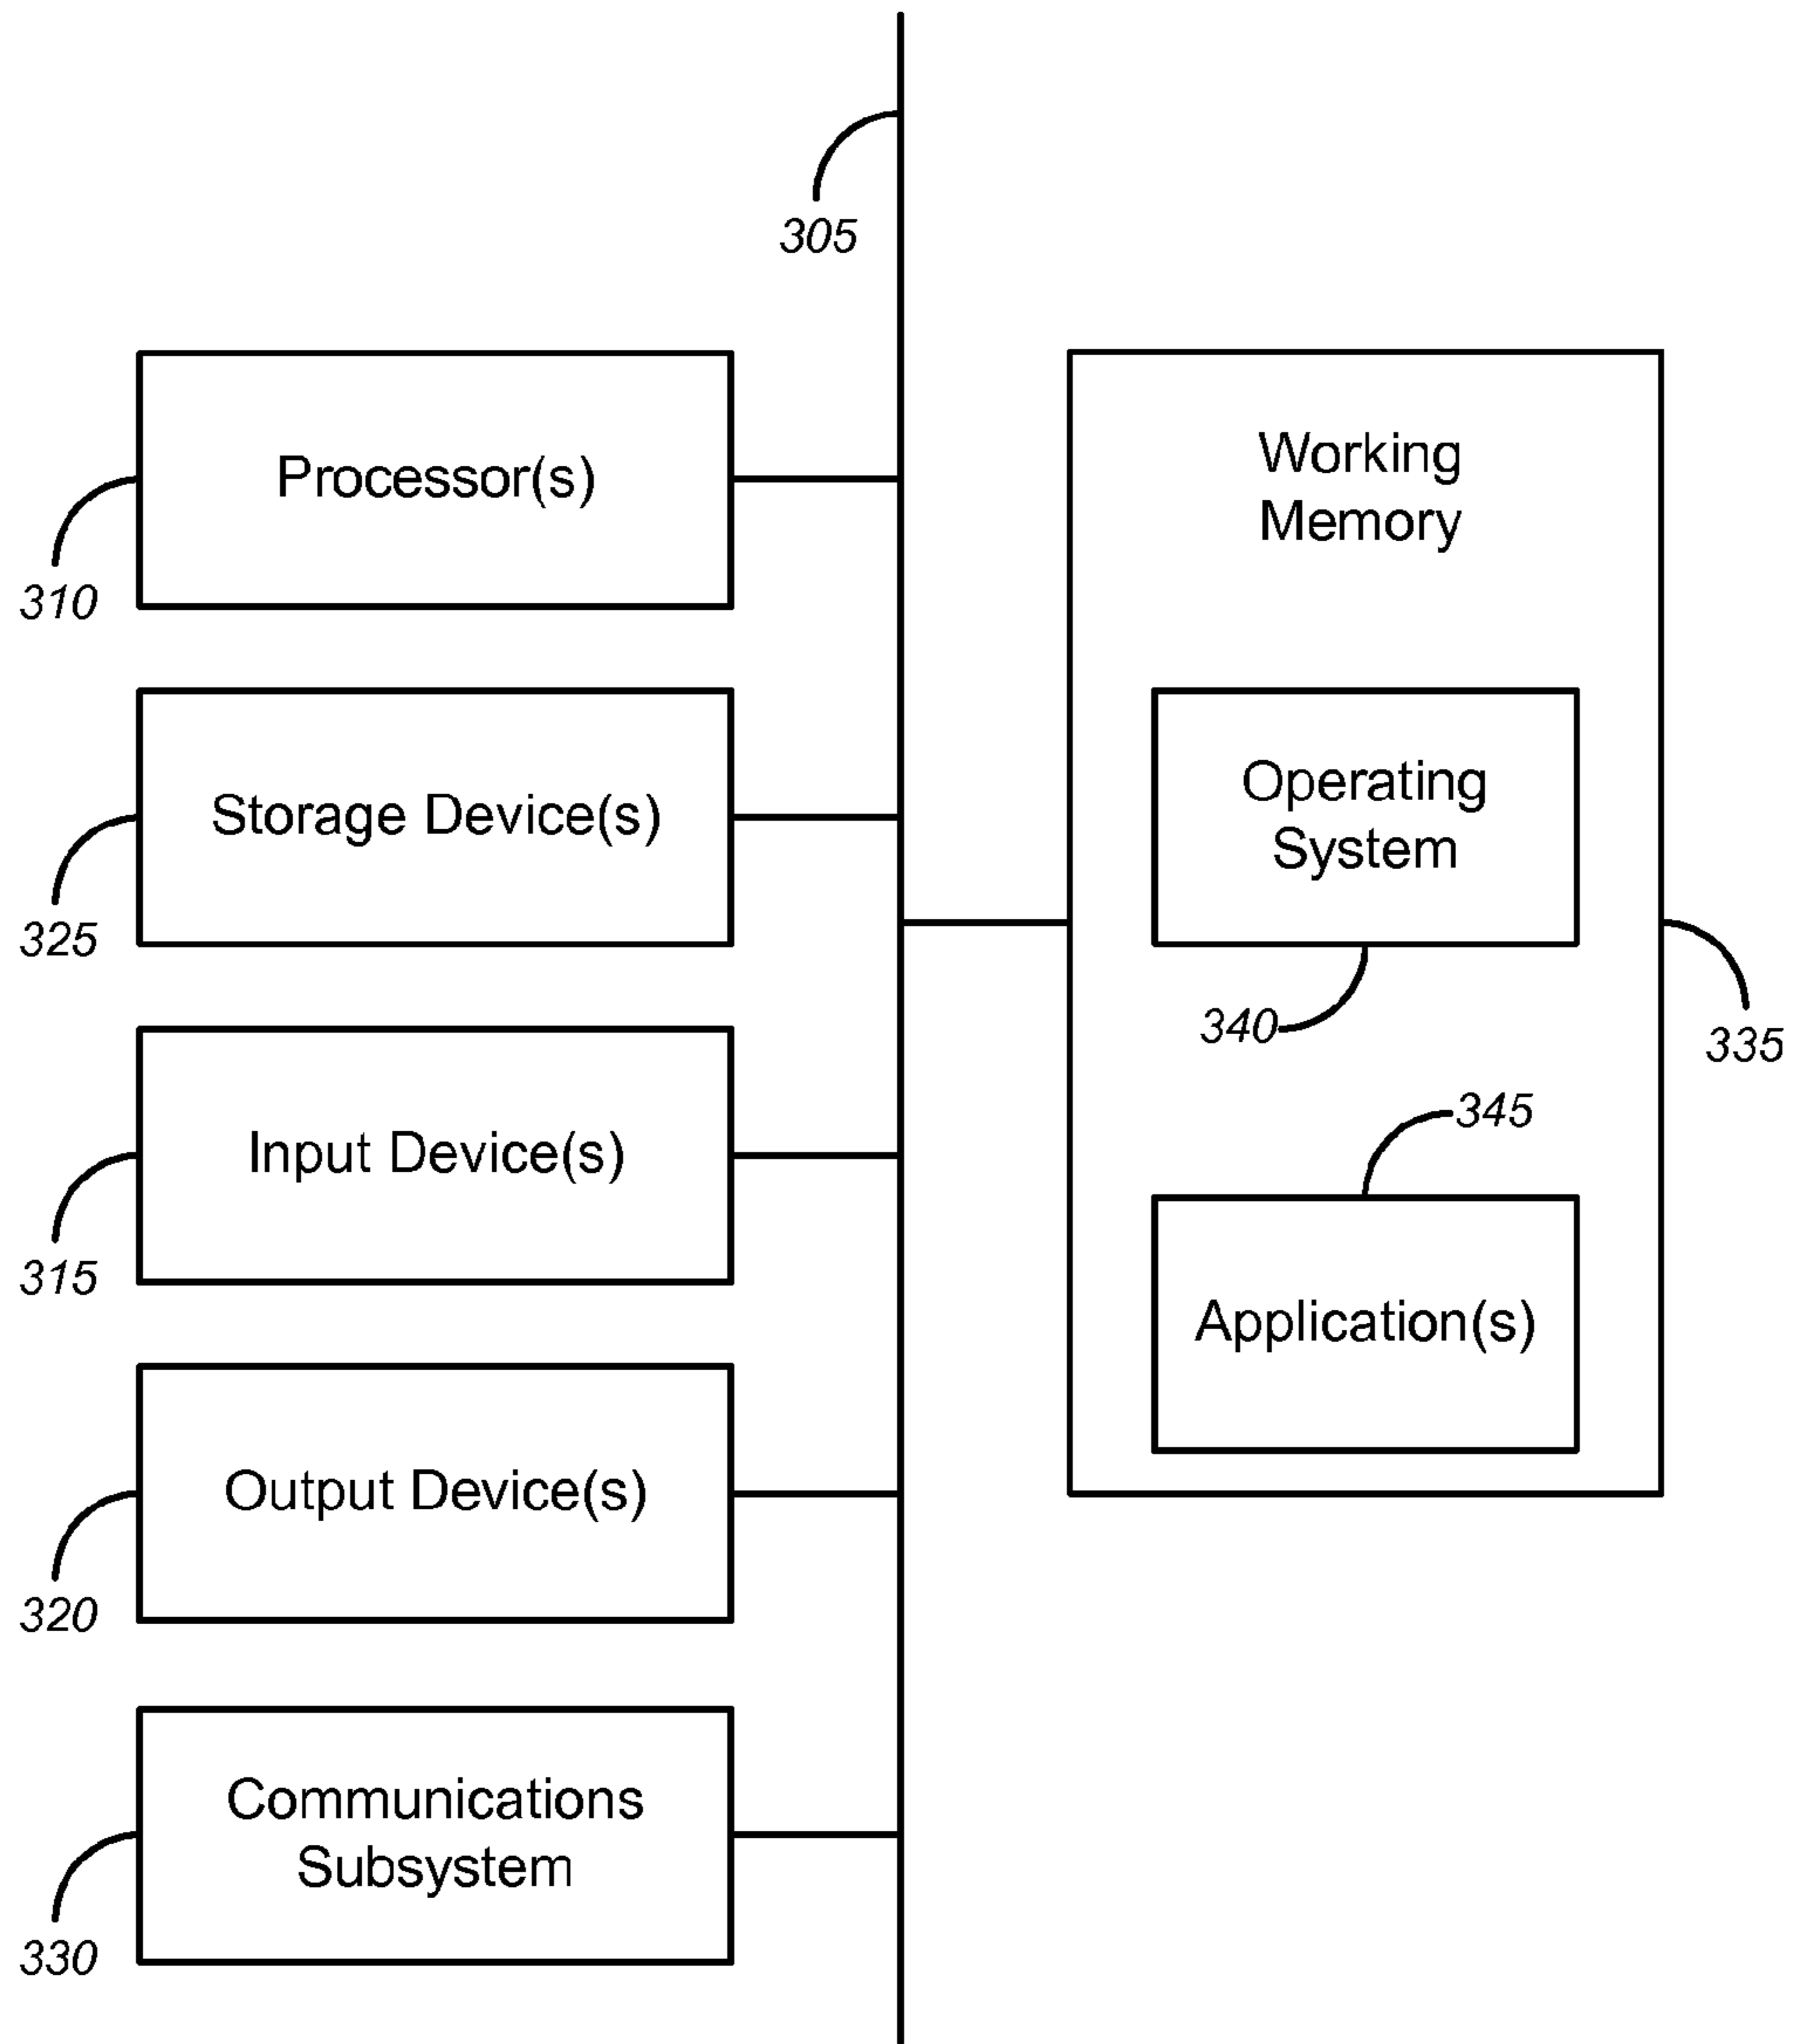 305
Processor(s)
310
Storage Device(s)
325
Input Device(s)
315
Output Device(s)
320
Communications
Subsystem
330
Working
Memory
Operating
System
340
335
345
Application(s)